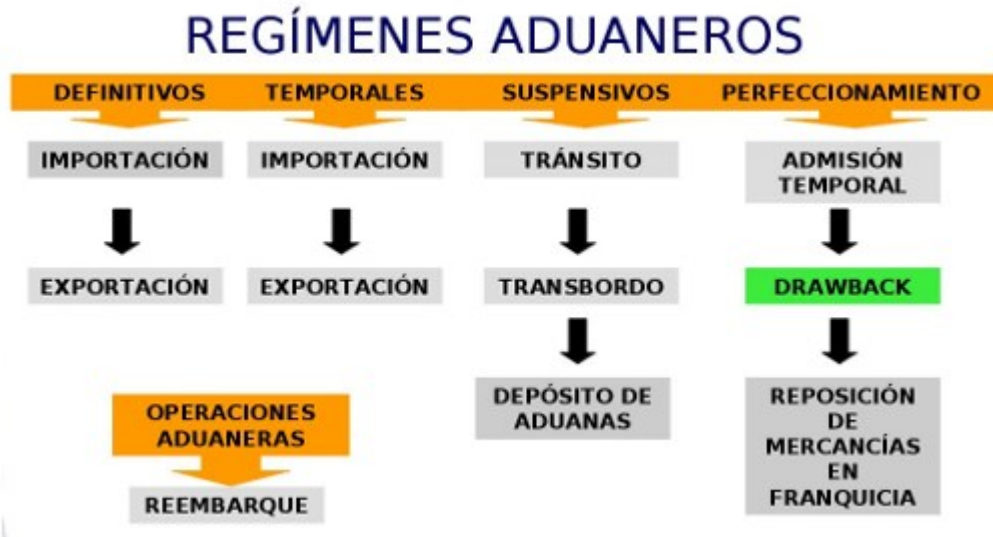 REGÍMENES ADUANEROS
DEFINITIVOS
TEMPORALES
SUSPENSIVOS
PERFECCIONAMIENTO
IMPORTACIÓN
IMPORTACIÓN
TRÁNSITO
ADMISIÓN
TEMPORAL
EXPORTACIÓN
EXPORTACIÓN
TRANSBORDO
DRAWBACK
DEPÓSITO DE
ADUANAS
REPOSICIÓN
DE
MERCANCÍAS
EN
FRANQUICIA
OPERACIONES
ADUANERAS
REEMBARQUE